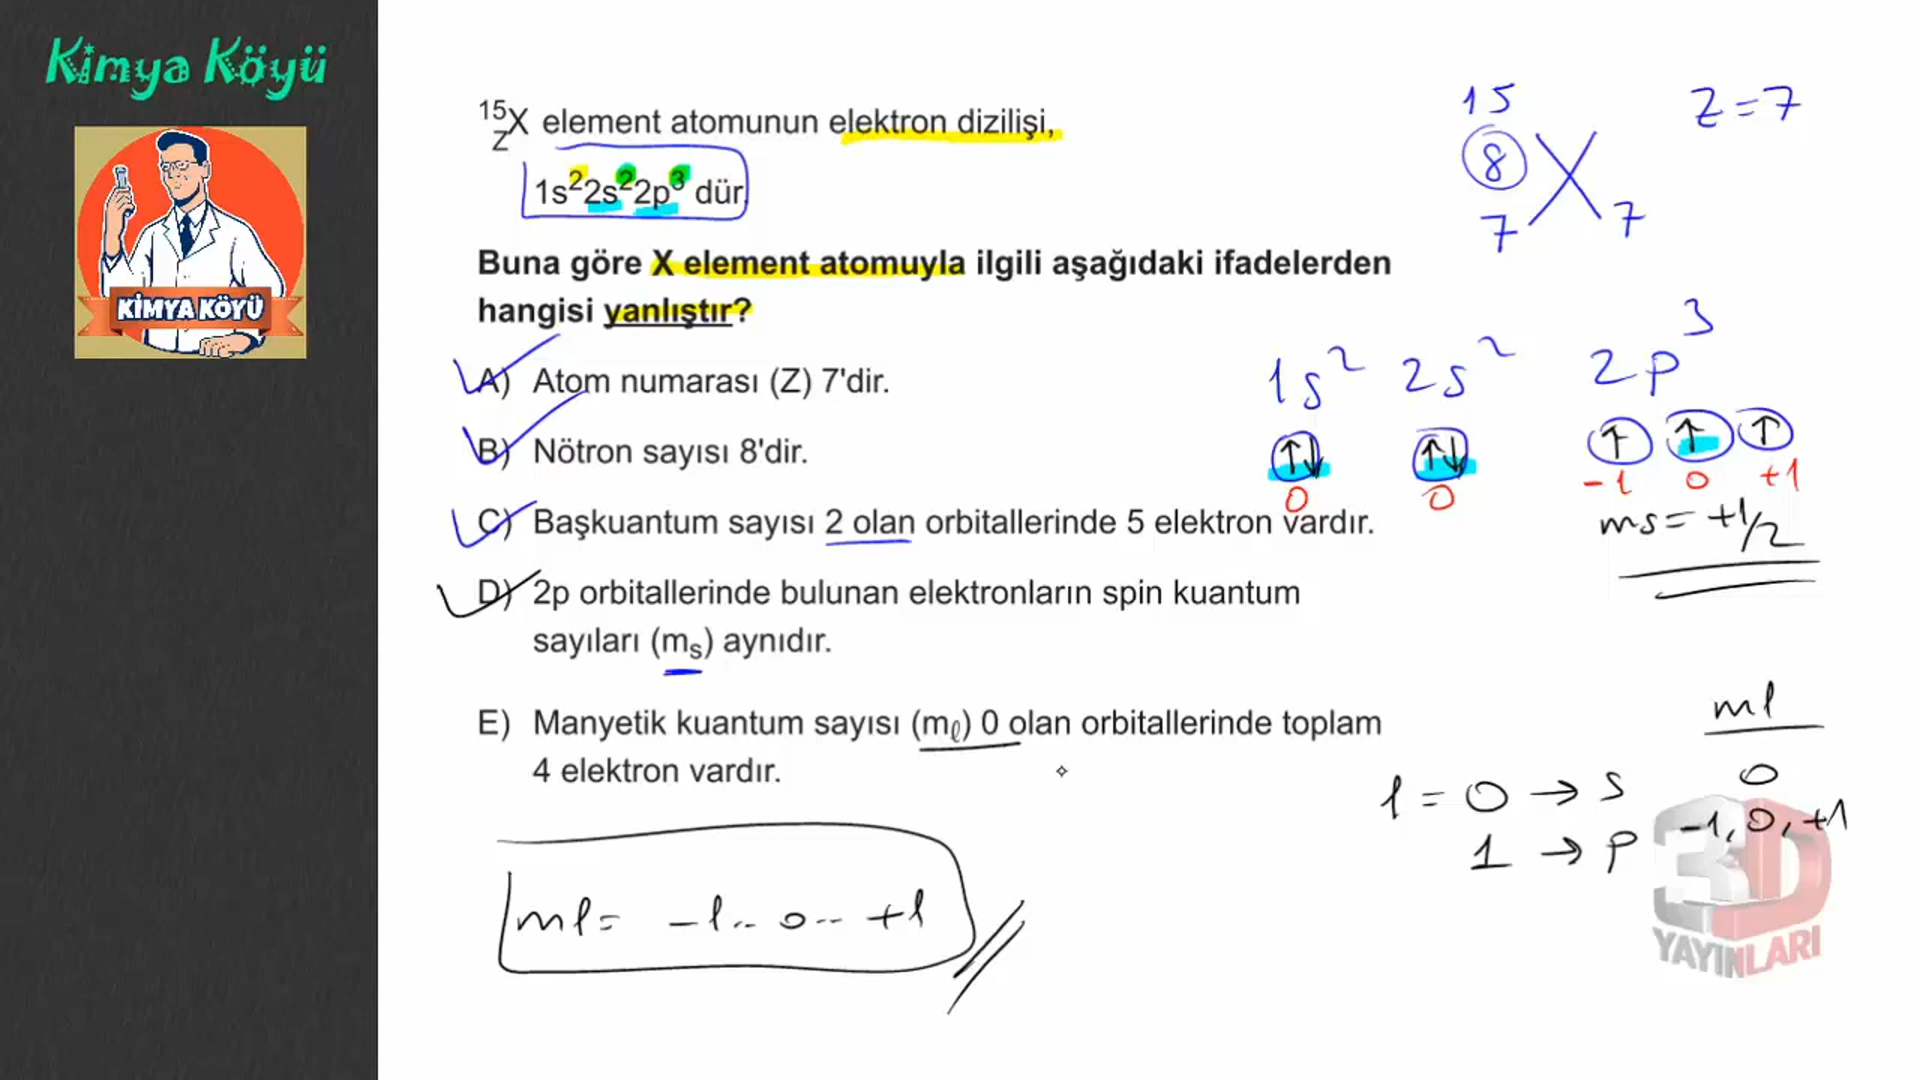 Kimya Köyü
KİMYA KÖYÜ
15
Z X element atomunun elektron dizilişi,
1s² 2s² 2p³ dür.
Buna göre X element atomuyla ilgili aşağıdaki ifadelerden
hangisi yanlıştır?
A) Atom numarası (Z) 7'dir.
B) Nötron sayısı 8'dir.
C) Başkuantum sayısı 2 olan orbitallerinde 5 elektron vardır.
D) 2p orbitallerinde bulunan elektronların spin kuantum
sayıları (ms) aynıdır.
E) Manyetik kuantum sayısı (mℓ) 0 olan orbitallerinde toplam
4 elektron vardır.
ml = -l.. 0.. +l
15 Z = 7
8 X
7 7
1s² 2s² 2p³
↑↓ ↑↓ ↑ ↑ ↑
0 0 -1 0 +1
ms = +1/2
ml
l = 0 → s 0
1 → p -1, 0, +1
3D
YAYINLARI